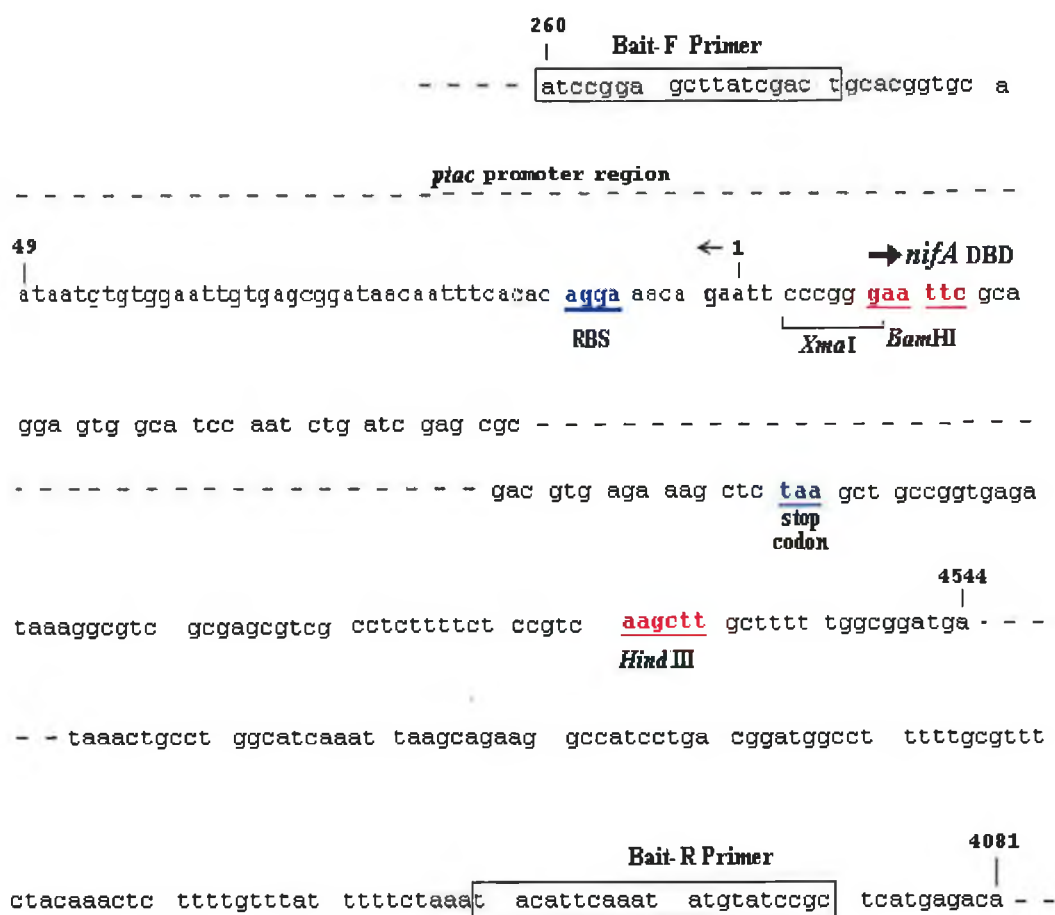 260
Bait-F Primer
- - - - atccgga gcttatcgac tgcacggtgc a
ptac promoter region
49 ← 1 → nifA DBD
ataatctgtggaattgtgagcggataacaatttcacac agga aaca gaatt cccgg gaa ttc gca
RBS XmaI BamHI
gga gtg gca tcc aat ctg atc gag cgc - - - - - - - - - - - - - - - - - - -
- - - - - - - - - - - - - - - - - - gac gtg aga aag ctc taa gct gccggtgaga
stop
codon
4544
taaaggcgtc gcgagcgtcg cctcttttct ccgtc aagctt gctttt tggcggatga - - -
Hind III
- - taaactgcct ggcatcaaat taagcagaag gccatcctga cggatggcct ttttgcgttt
Bait-R Primer 4081
ctacaaactc ttttgtttat ttttctaaat acattcaaat atgtatccgc tcatgagaca - -